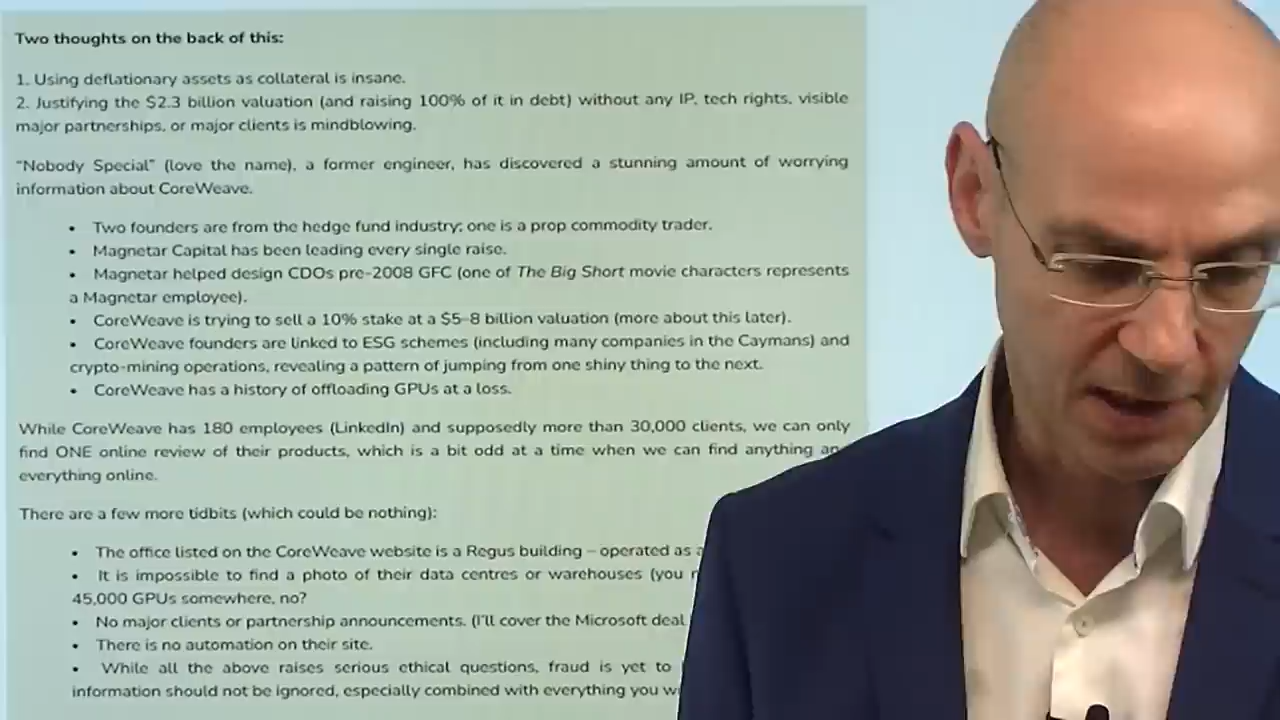 Two thoughts on the back of this:
1. Using deflationary assets as collateral is insane.
2. Justifying the $2.3 billion valuation (and raising 100% of it in debt) without any IP, tech rights, visible
major partnerships, or major clients is mindblowing.
"Nobody Special" (love the name), a former engineer, has discovered a stunning amount of worrying
information about CoreWeave.
• Two founders are from the hedge fund industry; one is a prop commodity trader.
• Magnetar Capital has been leading every single raise.
• Magnetar helped design CDOs pre-2008 GFC (one of The Big Short movie characters represents
a Magnetar employee).
• CoreWeave is trying to sell a 10% stake at a $5-8 billion valuation (more about this later).
• CoreWeave founders are linked to ESG schemes (including many companies in the Caymans) and
crypto-mining operations, revealing a pattern of jumping from one shiny thing to the next.
• CoreWeave has a history of offloading GPUs at a loss.
While CoreWeave has 180 employees (LinkedIn) and supposedly more than 30,000 clients, we can only
find ONE online review of their products, which is a bit odd at a time when we can find anything
everything online.
There are a few more tidbits (which could be nothing):
• The office listed on the CoreWeave website is a Regus building – operated as
• It is impossible to find a photo of their data centres or warehouses (you
45,000 GPUs somewhere, no?
• No major clients or partnership announcements. (I'll cover the Microsoft deal
• There is no automation on their site.
• While all the above raises serious ethical questions, fraud is yet to
information should not be ignored, especially combined with everything you